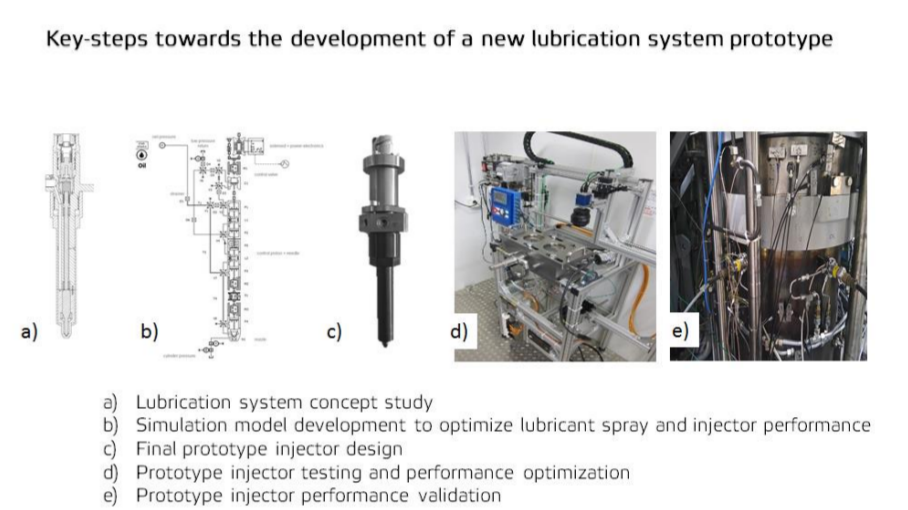 Key-steps towards the development of a new lubrication system prototype
oil
a)
b)
c)
d)
e)
a) Lubrication system concept study
b) Simulation model development to optimize lubricant spray and injector performance
c) Final prototype injector design
d) Prototype injector testing and performance optimization
e) Prototype injector performance validation